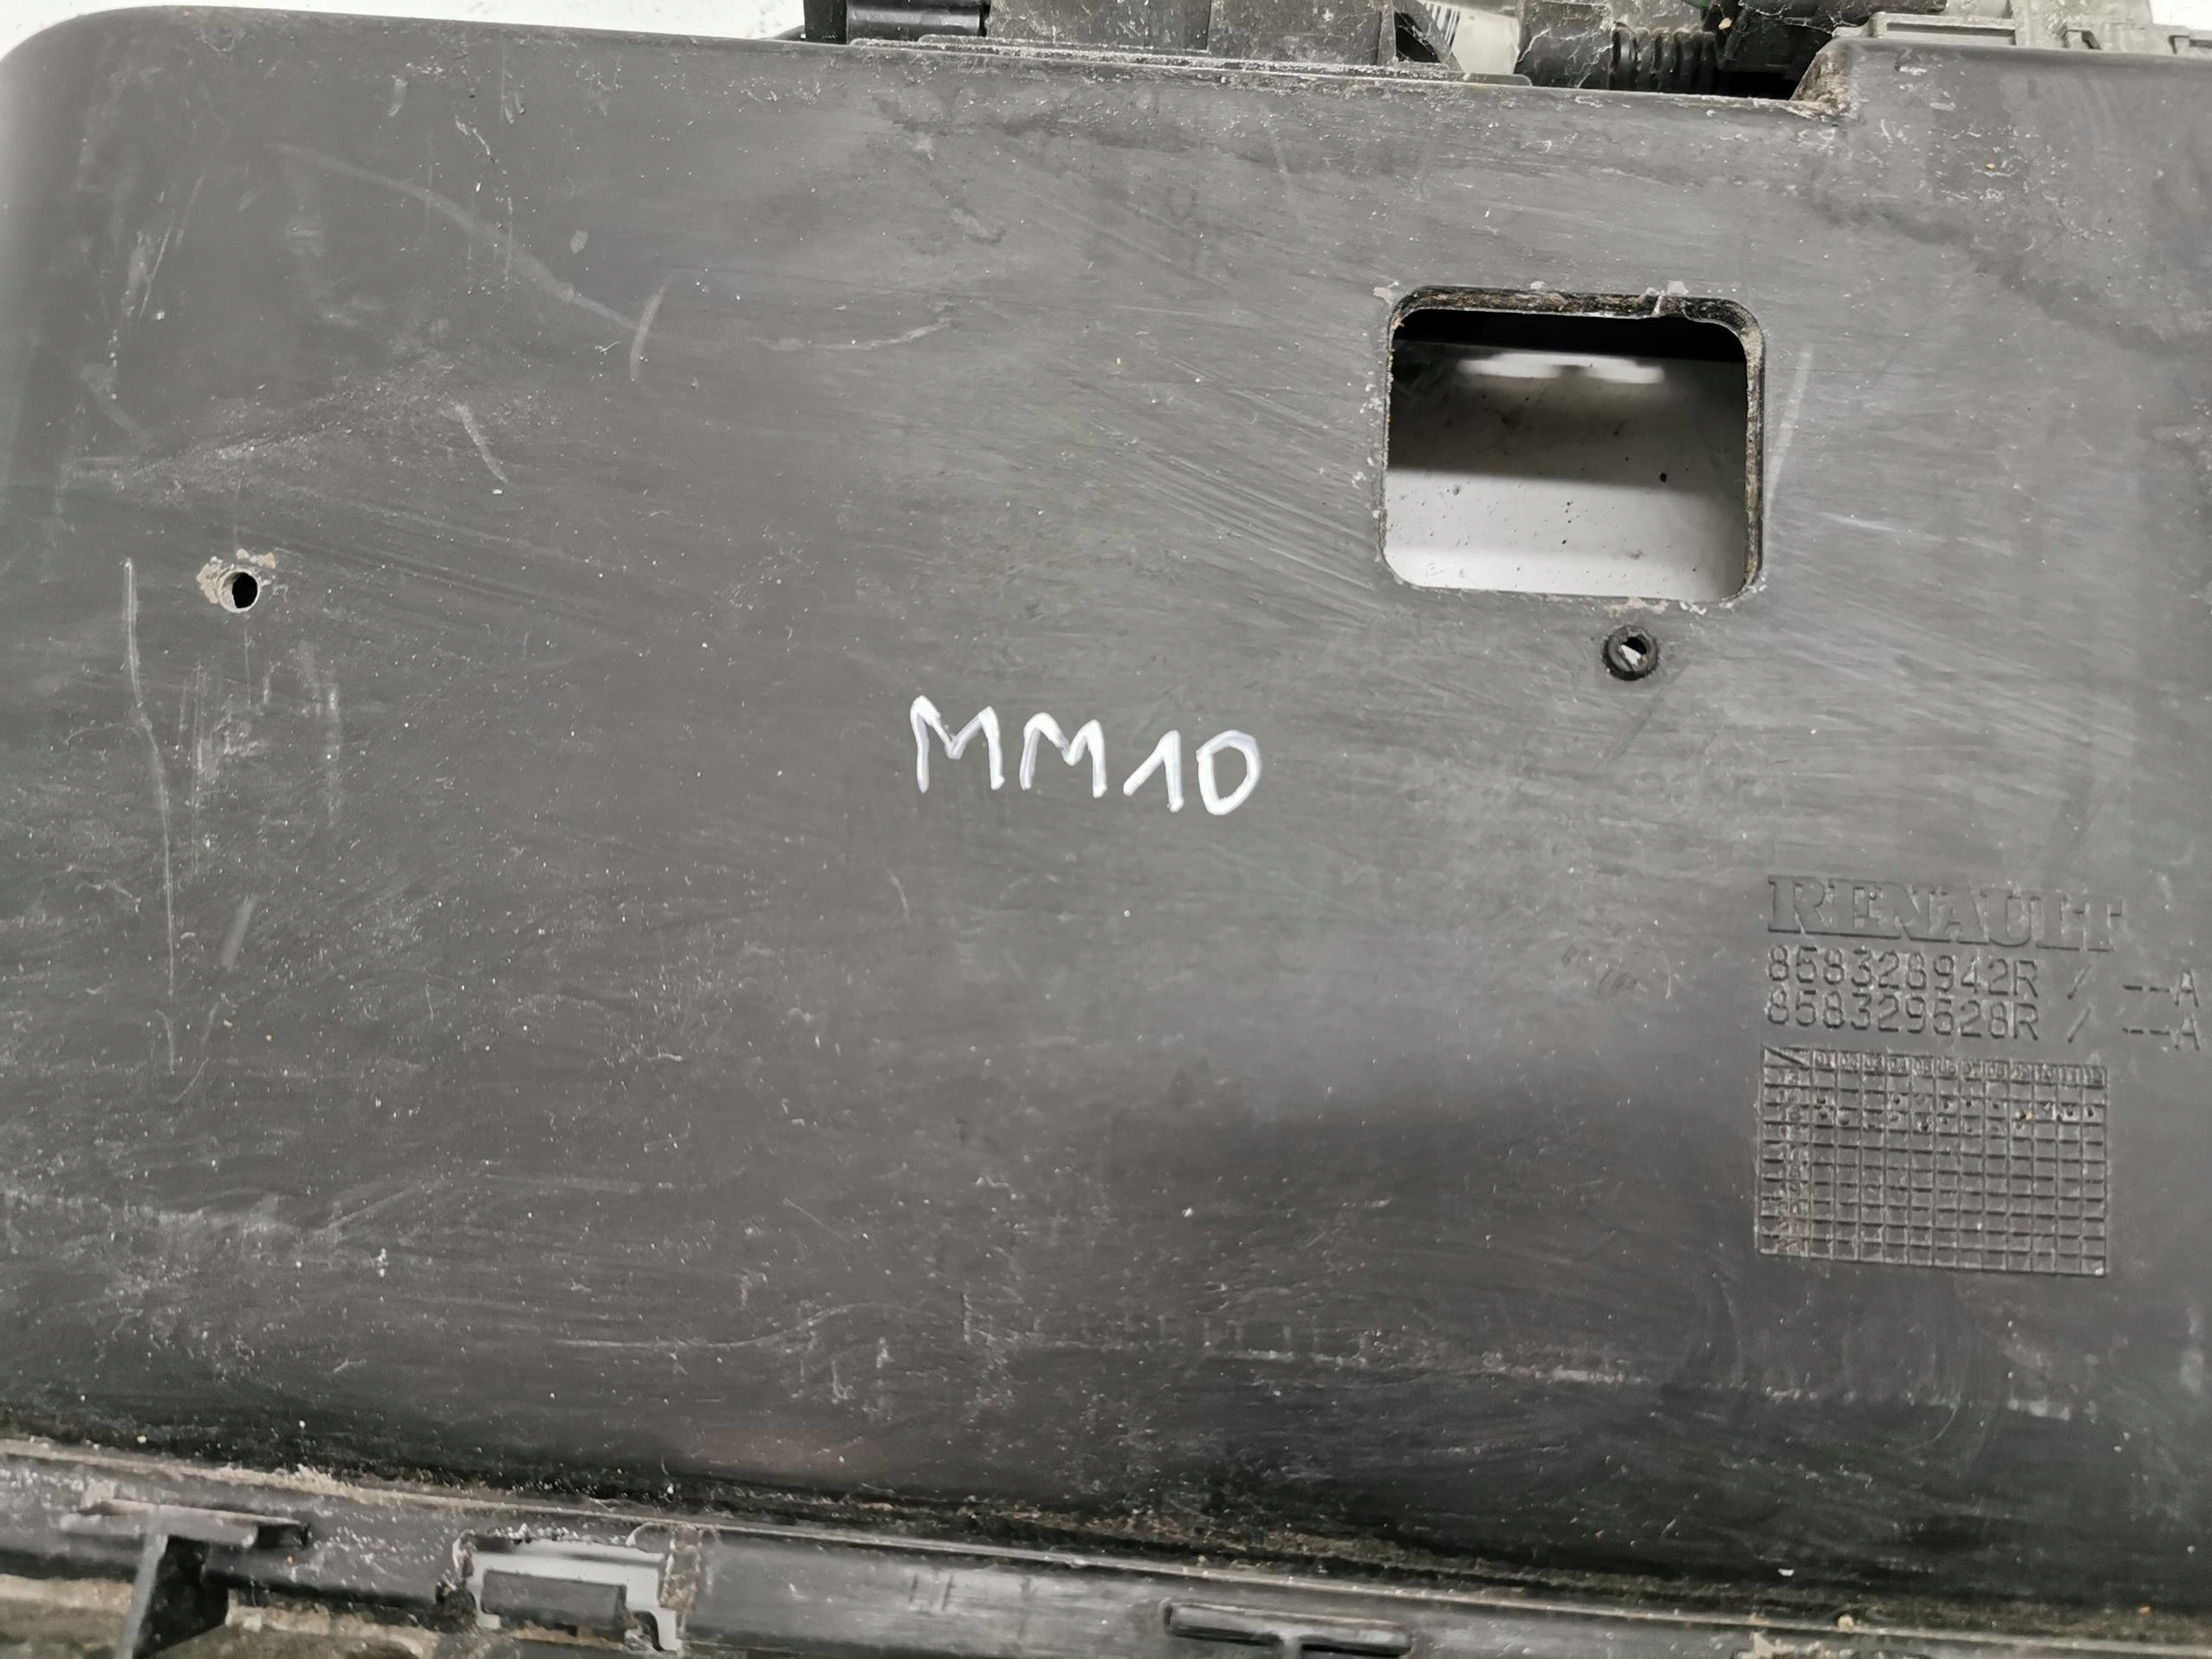 MM10
RENAULT
858328942R / --A
858329528R / --A